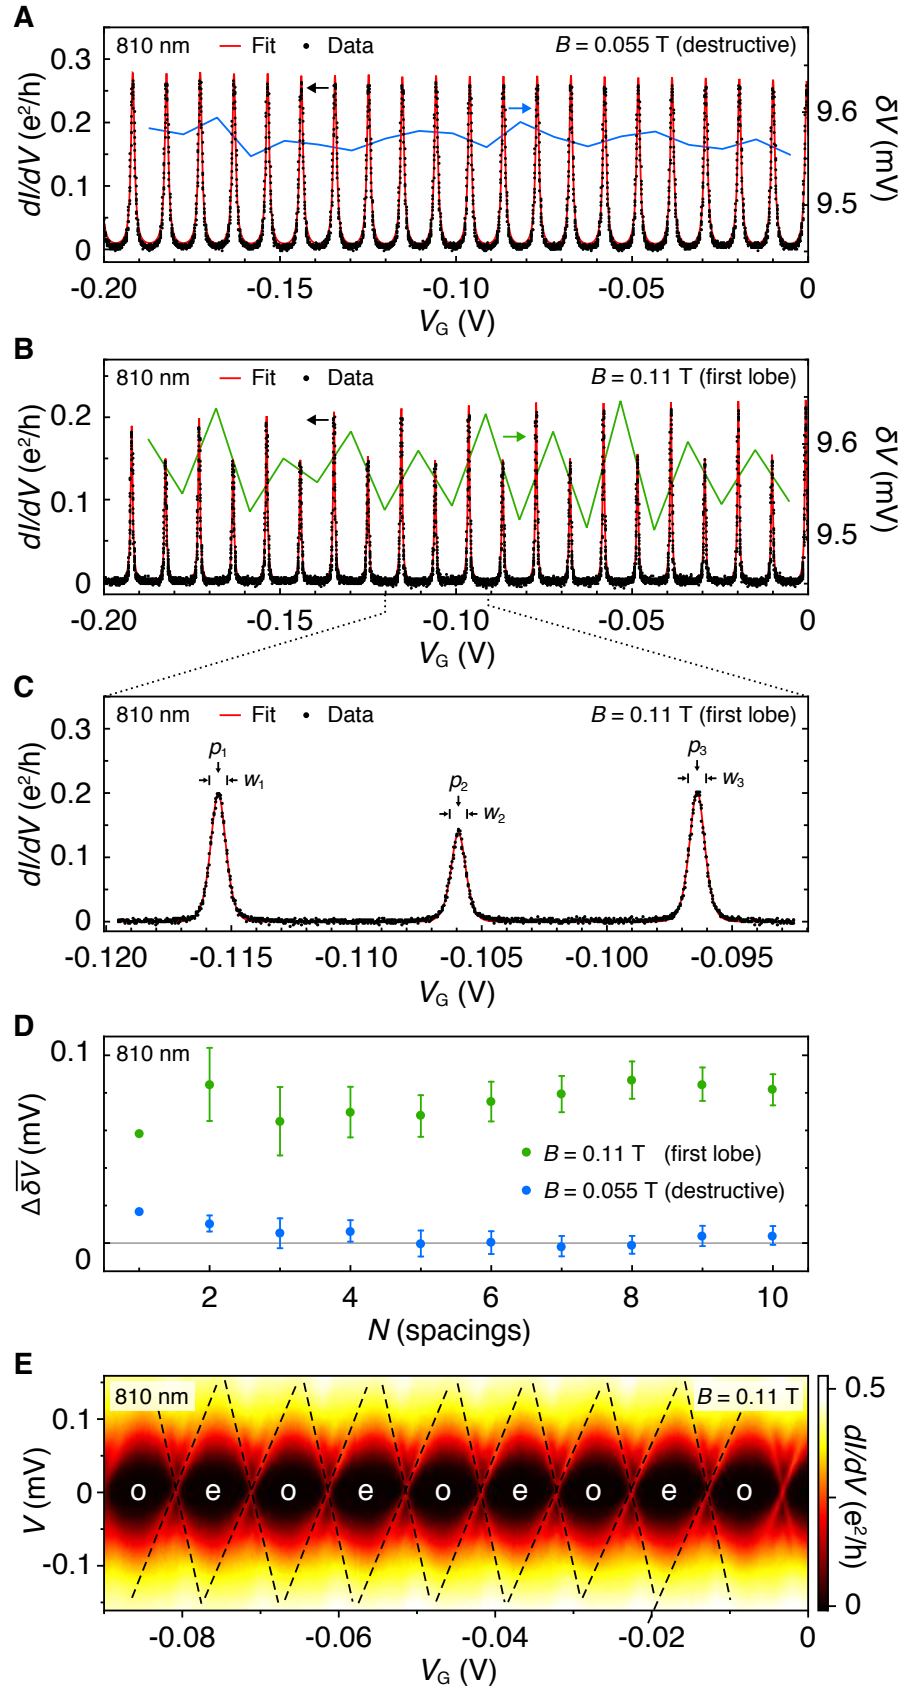 A
810 nm
Fit
Data
B = 0.055 T (destructive)
dI/dV (e²/h)
0.3
0.2
0.1
0
δV (mV)
9.6
9.5
-0.20
-0.15
-0.10
-0.05
0
V_G (V)
B
810 nm
Fit
Data
B = 0.11 T (first lobe)
dI/dV (e²/h)
0.2
0.1
0
δV (mV)
9.6
9.5
-0.20
-0.15
-0.10
-0.05
0
V_G (V)
C
810 nm
Fit
Data
B = 0.11 T (first lobe)
dI/dV (e²/h)
0.3
0.2
0.1
0
p₁
w₁
p₂
w₂
p₃
w₃
-0.120
-0.115
-0.110
-0.105
-0.100
-0.095
V_G (V)
D
810 nm
Δδ̅V̅ (mV)
0.1
0
B = 0.11 T (first lobe)
B = 0.055 T (destructive)
2
4
6
8
10
N (spacings)
E
810 nm
B = 0.11 T
V (mV)
0.1
0
-0.1
o e o e o e o e o
0.5
0
dI/dV (e²/h)
-0.08
-0.06
-0.04
-0.02
0
V_G (V)